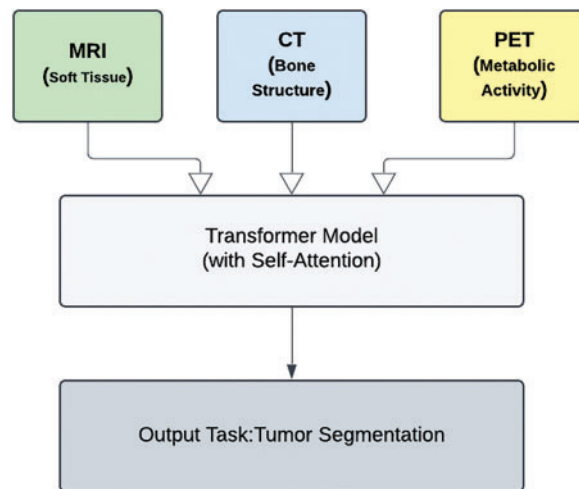 MRI
(Soft Tissue)
CT
(Bone
Structure)
PET
(Metabolic
Activity)
Transformer Model
(with Self-Attention)
Output Task:Tumor Segmentation